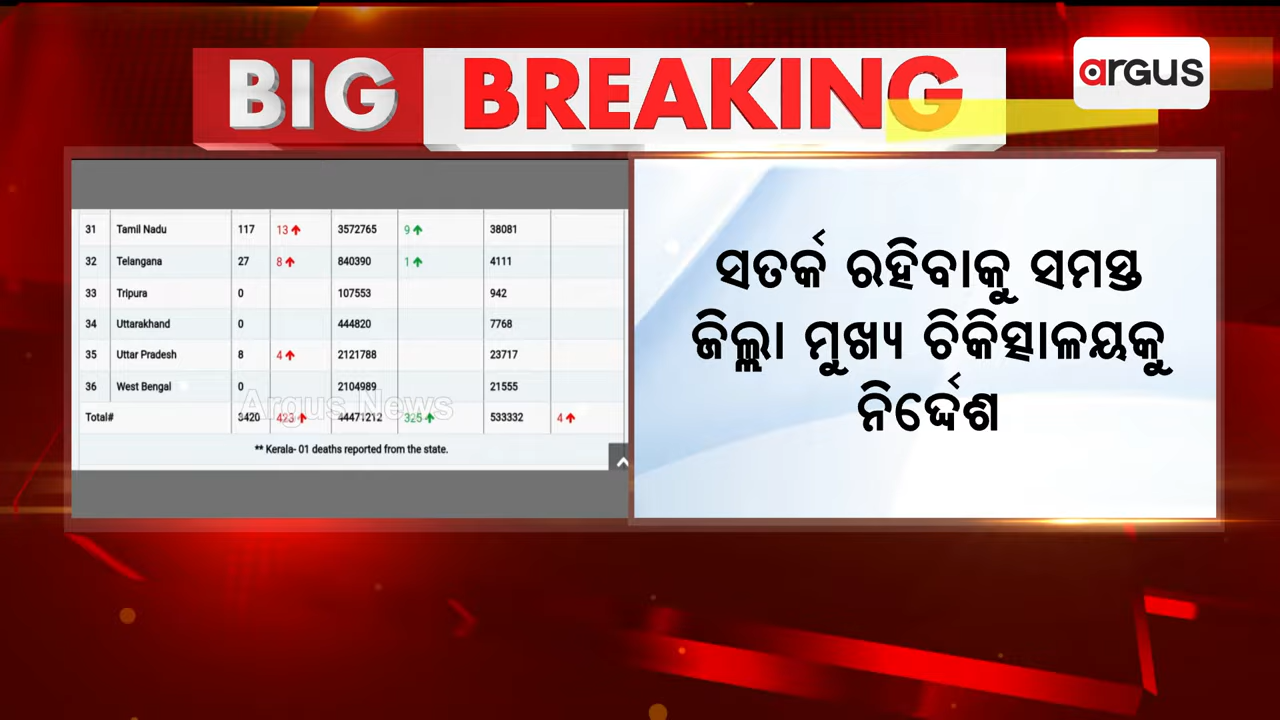 BIG BREAKING
argus
31 Tamil Nadu 117 13 3572765 9 38081
32 Telangana 27 8 840390 1 4111
33 Tripura 0 107553 942
34 Uttarakhand 0 444820 7768
35 Uttar Pradesh 8 4 2121788 23717
36 West Bengal 0 2104989 21555
Total# 3420 423 44471212 325 533332 4
** Kerala- 01 deaths reported from the state.
Argus News
ସତର୍କ ରହିବାକୁ ସମସ୍ତ
ଜିଲ୍ଲା ମୁଖ୍ୟ ଚିକିତ୍ସାଳୟକୁ
ନିର୍ଦ୍ଦେଶ